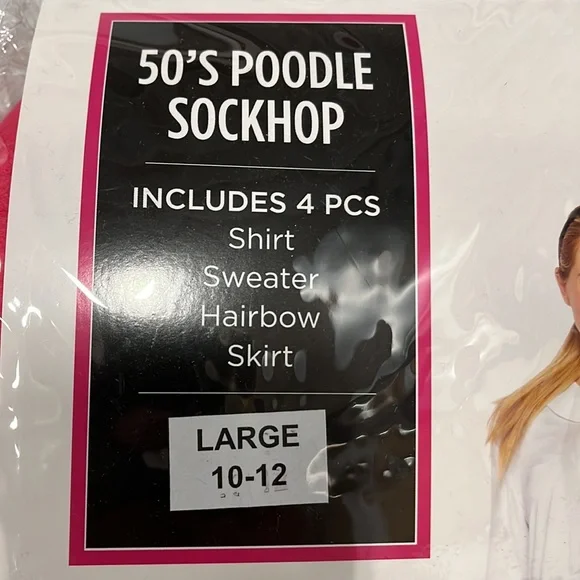 50'S POODLE
SOCKHOP
INCLUDES 4 PCS
Shirt
Sweater
Hairbow
Skirt
LARGE
10-12